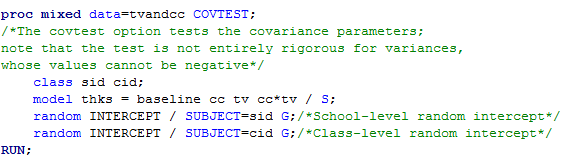 proc mixed data=tvandcc COVTEST;
/*The covtest option tests the covariance parameters;
note that the test is not entirely rigorous for variances,
whose values cannot be negative*/
class sid cid;
model thks = baseline cc tv cc*tv / S;
random INTERCEPT / SUBJECT=sid G;/*School-level random intercept*/
random INTERCEPT / SUBJECT=cid G;/*Class-level random intercept*/
RUN;